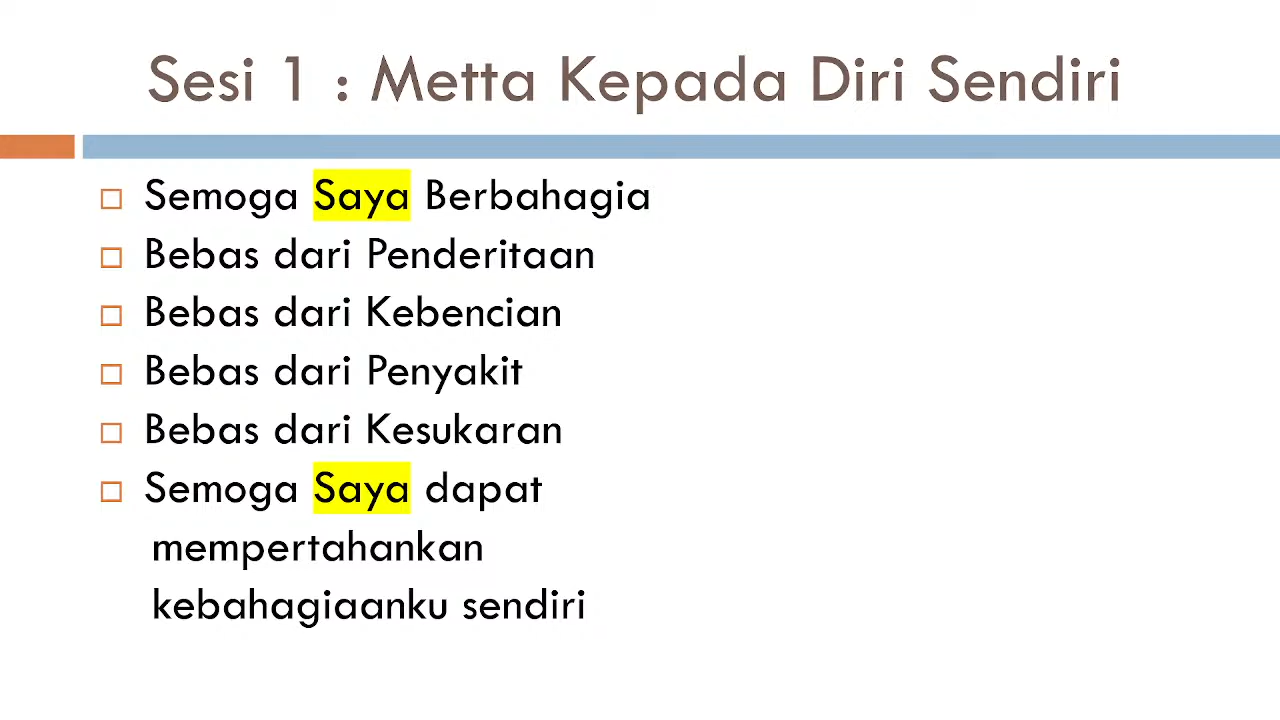 Sesi 1 : Metta Kepada Diri Sendiri
Semoga Saya Berbahagia
Bebas dari Penderitaan
Bebas dari Kebencian
Bebas dari Penyakit
Bebas dari Kesukaran
Semoga Saya dapat
mempertahankan
kebahagiaanku sendiri